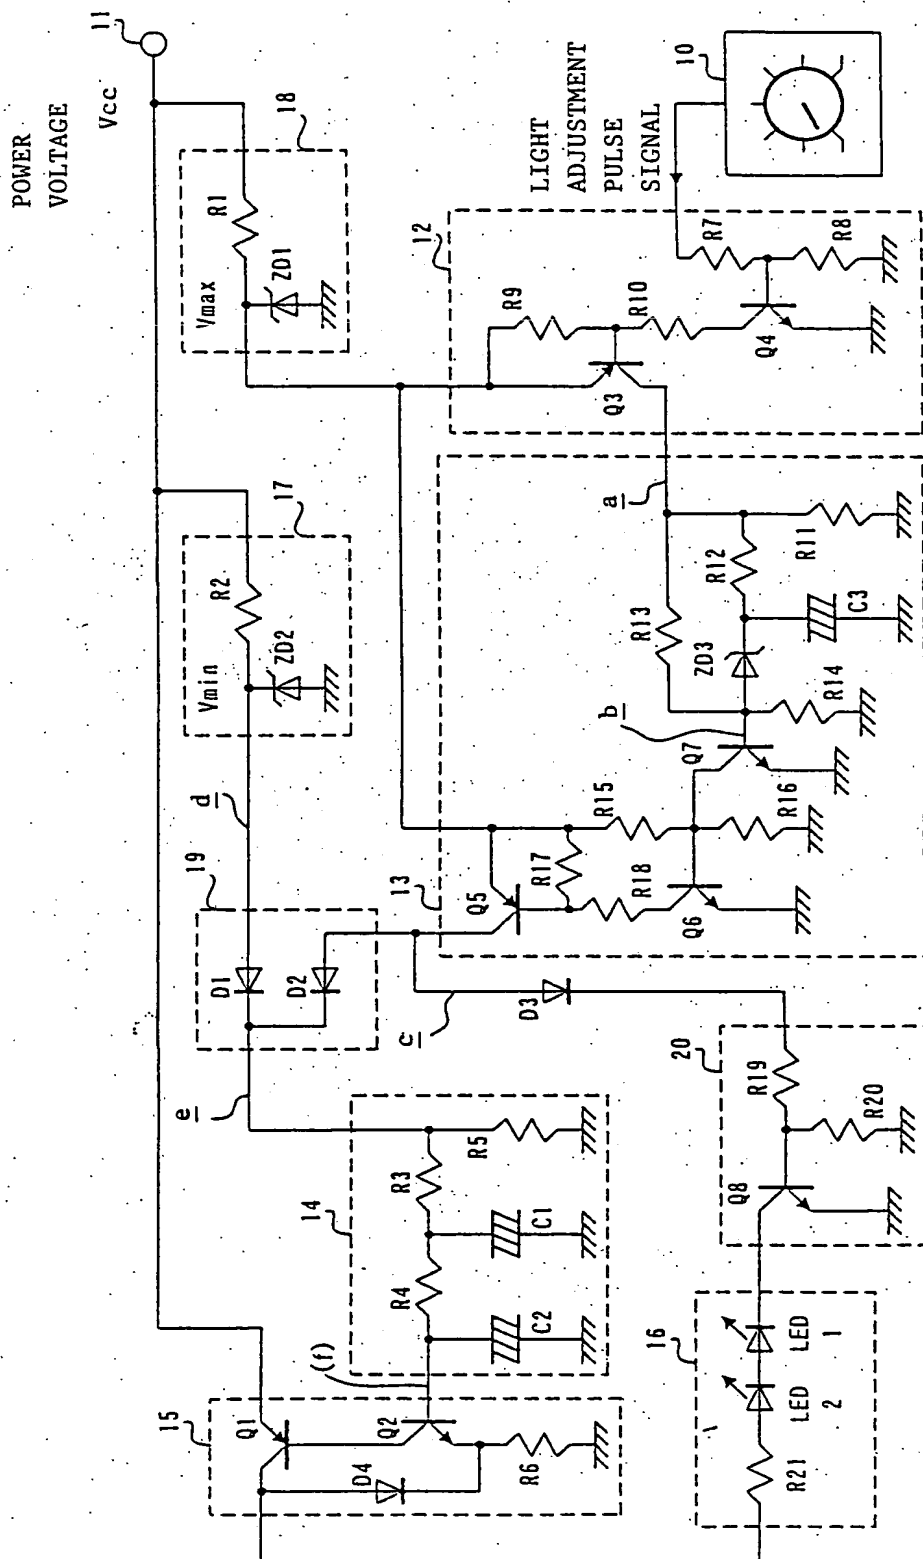 POWER
VOLTAGE
Vcc
11
18
R1
Vmax
ZD1
LIGHT
ADJUSTMENT
PULSE
SIGNAL
10
12
R7
R8
R9
R10
Q4
Q3
17
R2
Vmin
ZD2
a
R11
R12
C3
R13
ZD3
R14
b
Q7
d
19
13
R15
R16
R17
Q5
R18
Q6
D1
D2
c
D3
e
20
R19
R20
Q8
14
R3
R5
R4
C1
C2
(f)
15
Q1
Q2
D4
R6
16
LED
1
LED
2
R21